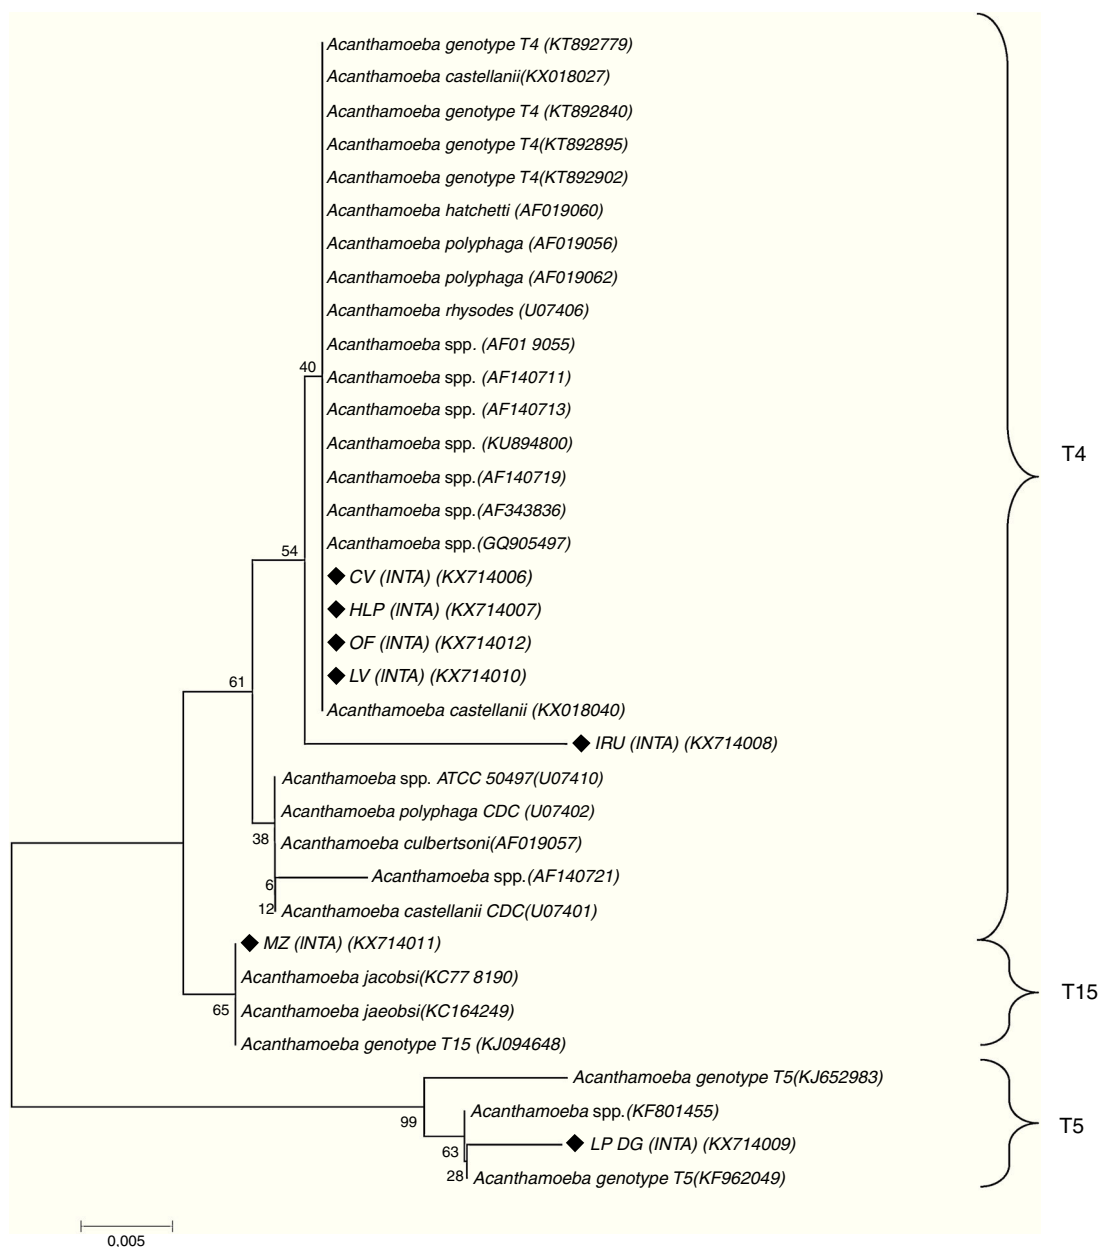 Acanthamoeba genotype T4 (KT892779)
Acanthamoeba castellanii(KX018027)
Acanthamoeba genotype T4 (KT892840)
Acanthamoeba genotype T4(KT892895)
Acanthamoeba genotype T4(KT892902)
Acanthamoeba hatchetti (AF019060)
Acanthamoeba polyphaga (AF019056)
Acanthamoeba polyphaga (AF019062)
Acanthamoeba rhysodes (U07406)
Acanthamoeba spp. (AF01 9055)
40
Acanthamoeba spp. (AF140711)
Acanthamoeba spp. (AF140713)
Acanthamoeba spp. (KU894800)
T4
Acanthamoeba spp.(AF140719)
Acanthamoeba spp.(AF343836)
Acanthamoeba spp.(GQ905497)
54
CV (INTA) (KX714006)
HLP (INTA) (KX714007)
OF (INTA) (KX714012)
LV (INTA) (KX714010)
61
Acanthamoeba castellanii (KX018040)
IRU (INTA) (KX714008)
Acanthamoeba spp. ATCC 50497(U07410)
Acanthamoeba polyphaga CDC (U07402)
38
Acanthamoeba culbertsoni(AF019057)
Acanthamoeba spp.(AF140721)
6
12
Acanthamoeba castellanii CDC(U07401)
MZ (INTA) (KX714011)
Acanthamoeba jacobsi(KC77 8190)
T15
65
Acanthamoeba jaeobsi(KC164249)
Acanthamoeba genotype T15 (KJ094648)
Acanthamoeba genotype T5(KJ652983)
99
Acanthamoeba spp.(KF801455)
T5
63
LP DG (INTA) (KX714009)
28
Acanthamoeba genotype T5(KF962049)
0,005